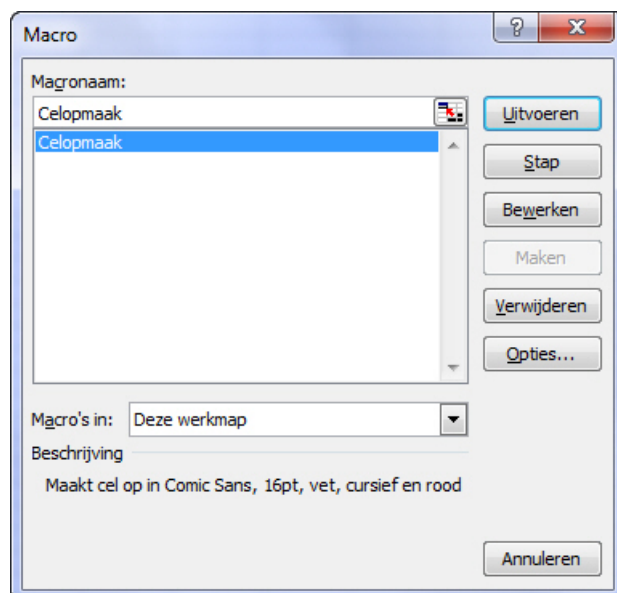 Macro
?
Macronaam:
Celopmaak
Celopmaak
Uitvoeren
Stap
Bewerken
Maken
Verwijderen
Opties...
Macro's in:
Deze werkmap
Beschrijving
Maakt cel op in Comic Sans, 16pt, vet, cursief en rood
Annuleren